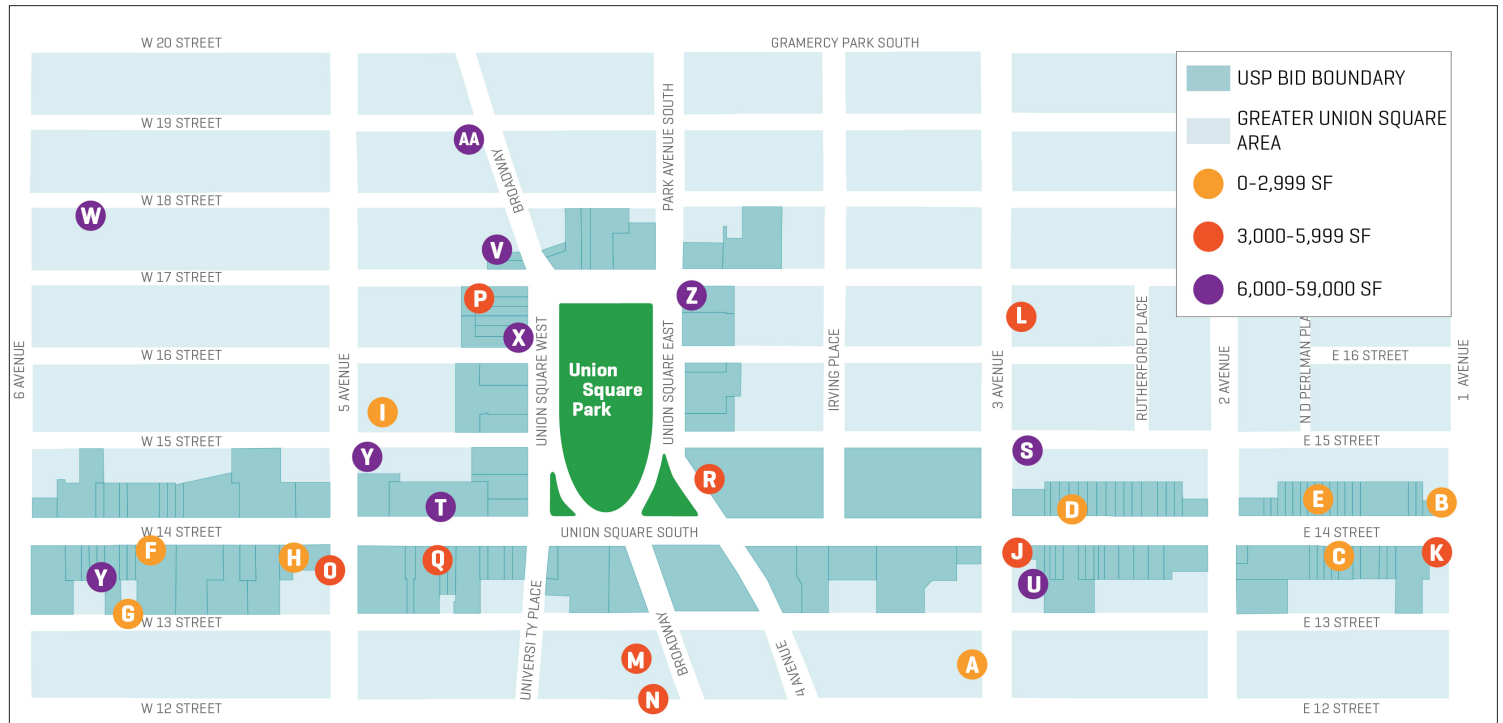 W 20 STREET
GRAMERCY PARK SOUTH
USP BID BOUNDARY
GREATER UNION SQUARE
AREA
0-2,999 SF
3,000-5,999 SF
6,000-59,000 SF
W 19 STREET
AA
BROADWAY
PARK AVENUE SOUTH
W 18 STREET
W
V
W 17 STREET
P
Z
X
L
UNION SQUARE WEST
UNION SQUARE EAST
Union
Square
Park
6 AVENUE
5 AVENUE
W 16 STREET
IRVING PLACE
3 AVENUE
RUTHERFORD PLACE
2 AVENUE
N D PERLMAN PLA
E 16 STREET
1 AVENUE
I
W 15 STREET
E 15 STREET
Y
S
R
T
D
E
B
W 14 STREET
UNION SQUARE SOUTH
E 14 STREET
F
H
O
Y
G
Q
J
U
C
K
W 13 STREET
E 13 STREET
UNIVERSITY PLACE
BROADWAY
4 AVENUE
M
N
A
W 12 STREET
E 12 STREET